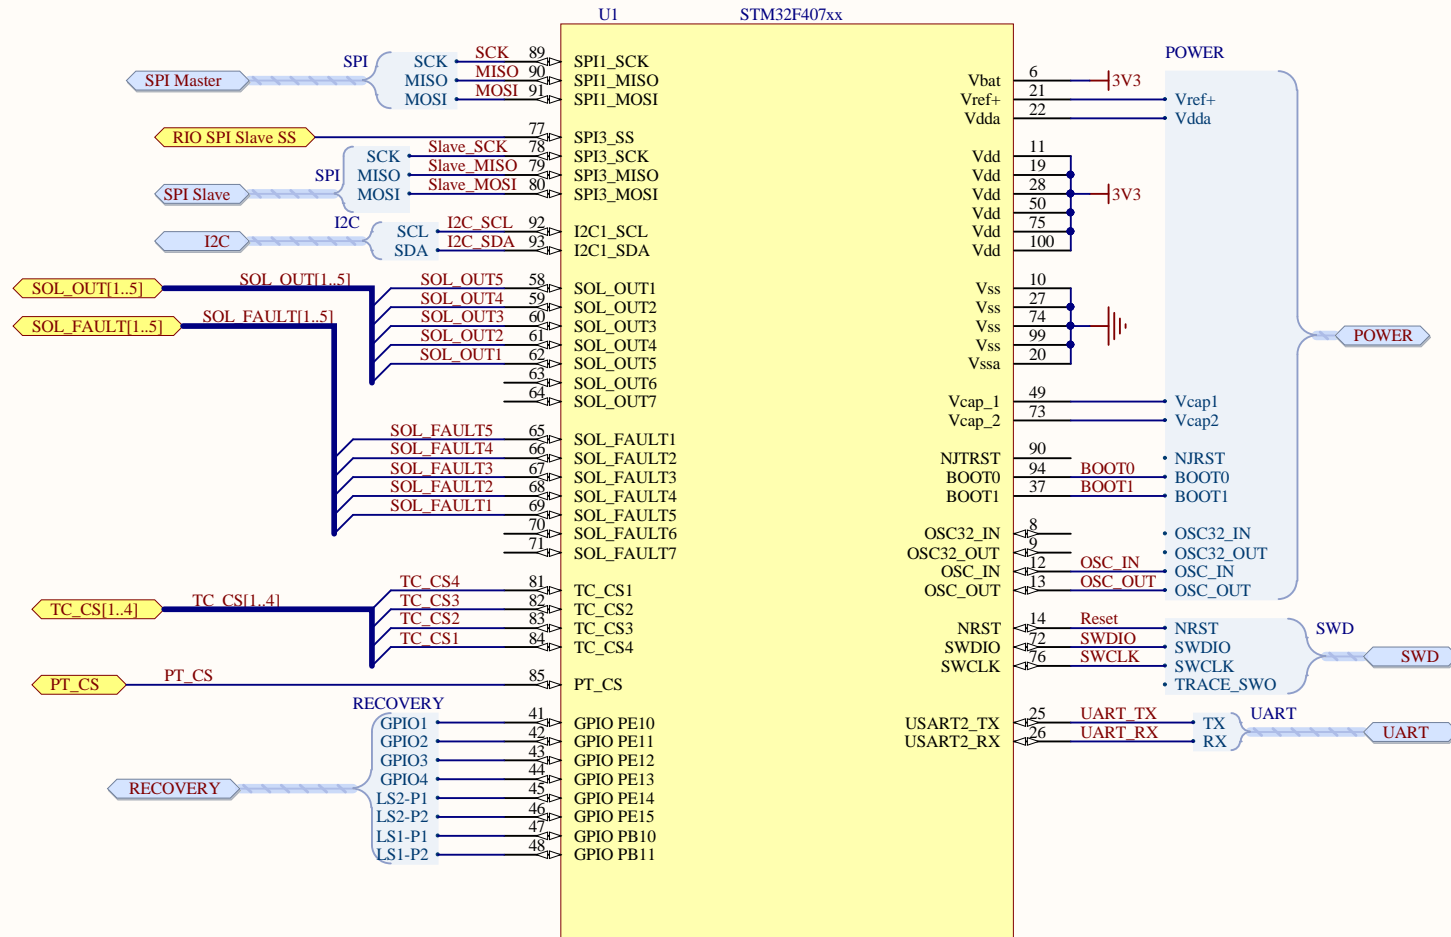 U1 STM32F407xx
SPI Master
SPI
SCK SCK 89 SPI1_SCK
MISO MISO 90 SPI1_MISO
MOSI MOSI 91 SPI1_MOSI
RIO SPI Slave SS 77 SPI3_SS
SPI Slave
SPI
SCK Slave_SCK 78 SPI3_SCK
MISO Slave_MISO 79 SPI3_MISO
MOSI Slave_MOSI 80 SPI3_MOSI
I2C
I2C
SCL I2C_SCL 92 I2C1_SCL
SDA I2C_SDA 93 I2C1_SDA
SOL_OUT[1..5] SOL_OUT[1..5]
SOL_FAULT[1..5] SOL_FAULT[1..5]
SOL_OUT5 58 SOL_OUT1
SOL_OUT4 59 SOL_OUT2
SOL_OUT3 60 SOL_OUT3
SOL_OUT2 61 SOL_OUT4
SOL_OUT1 62 SOL_OUT5
63 SOL_OUT6
64 SOL_OUT7
SOL_FAULT5 65 SOL_FAULT1
SOL_FAULT4 66 SOL_FAULT2
SOL_FAULT3 67 SOL_FAULT3
SOL_FAULT2 68 SOL_FAULT4
SOL_FAULT1 69 SOL_FAULT5
70 SOL_FAULT6
71 SOL_FAULT7
TC_CS[1..4] TC_CS[1..4]
TC_CS4 81 TC_CS1
TC_CS3 82 TC_CS2
TC_CS2 83 TC_CS3
TC_CS1 84 TC_CS4
PT_CS PT_CS 85 PT_CS
RECOVERY
RECOVERY
GPIO1 41 GPIO PE10
GPIO2 42 GPIO PE11
GPIO3 43 GPIO PE12
GPIO4 44 GPIO PE13
LS2-P1 45 GPIO PE14
LS2-P2 46 GPIO PE15
LS1-P1 47 GPIO PB10
LS1-P2 48 GPIO PB11
POWER
Vbat 6 3V3
Vref+ 21 Vref+
Vdda 22 Vdda
Vdd 11
Vdd 19
Vdd 28 3V3
Vdd 50
Vdd 75
Vdd 100
Vss 10
Vss 27
Vss 74
Vss 99
Vssa 20
POWER
Vcap_1 49 Vcap1
Vcap_2 73 Vcap2
NJTRST 90 NJRST
BOOT0 94 BOOT0 BOOT0
BOOT1 37 BOOT1 BOOT1
OSC32_IN 8 OSC32_IN
OSC32_OUT 9 OSC32_OUT
OSC_IN 12 OSC_IN OSC_IN
OSC_OUT 13 OSC_OUT OSC_OUT
NRST 14 Reset NRST SWD
SWDIO 72 SWDIO SWDIO
SWCLK 76 SWCLK SWCLK
TRACE_SWO
SWD
USART2_TX 25 UART_TX TX UART
USART2_RX 26 UART_RX RX
UART